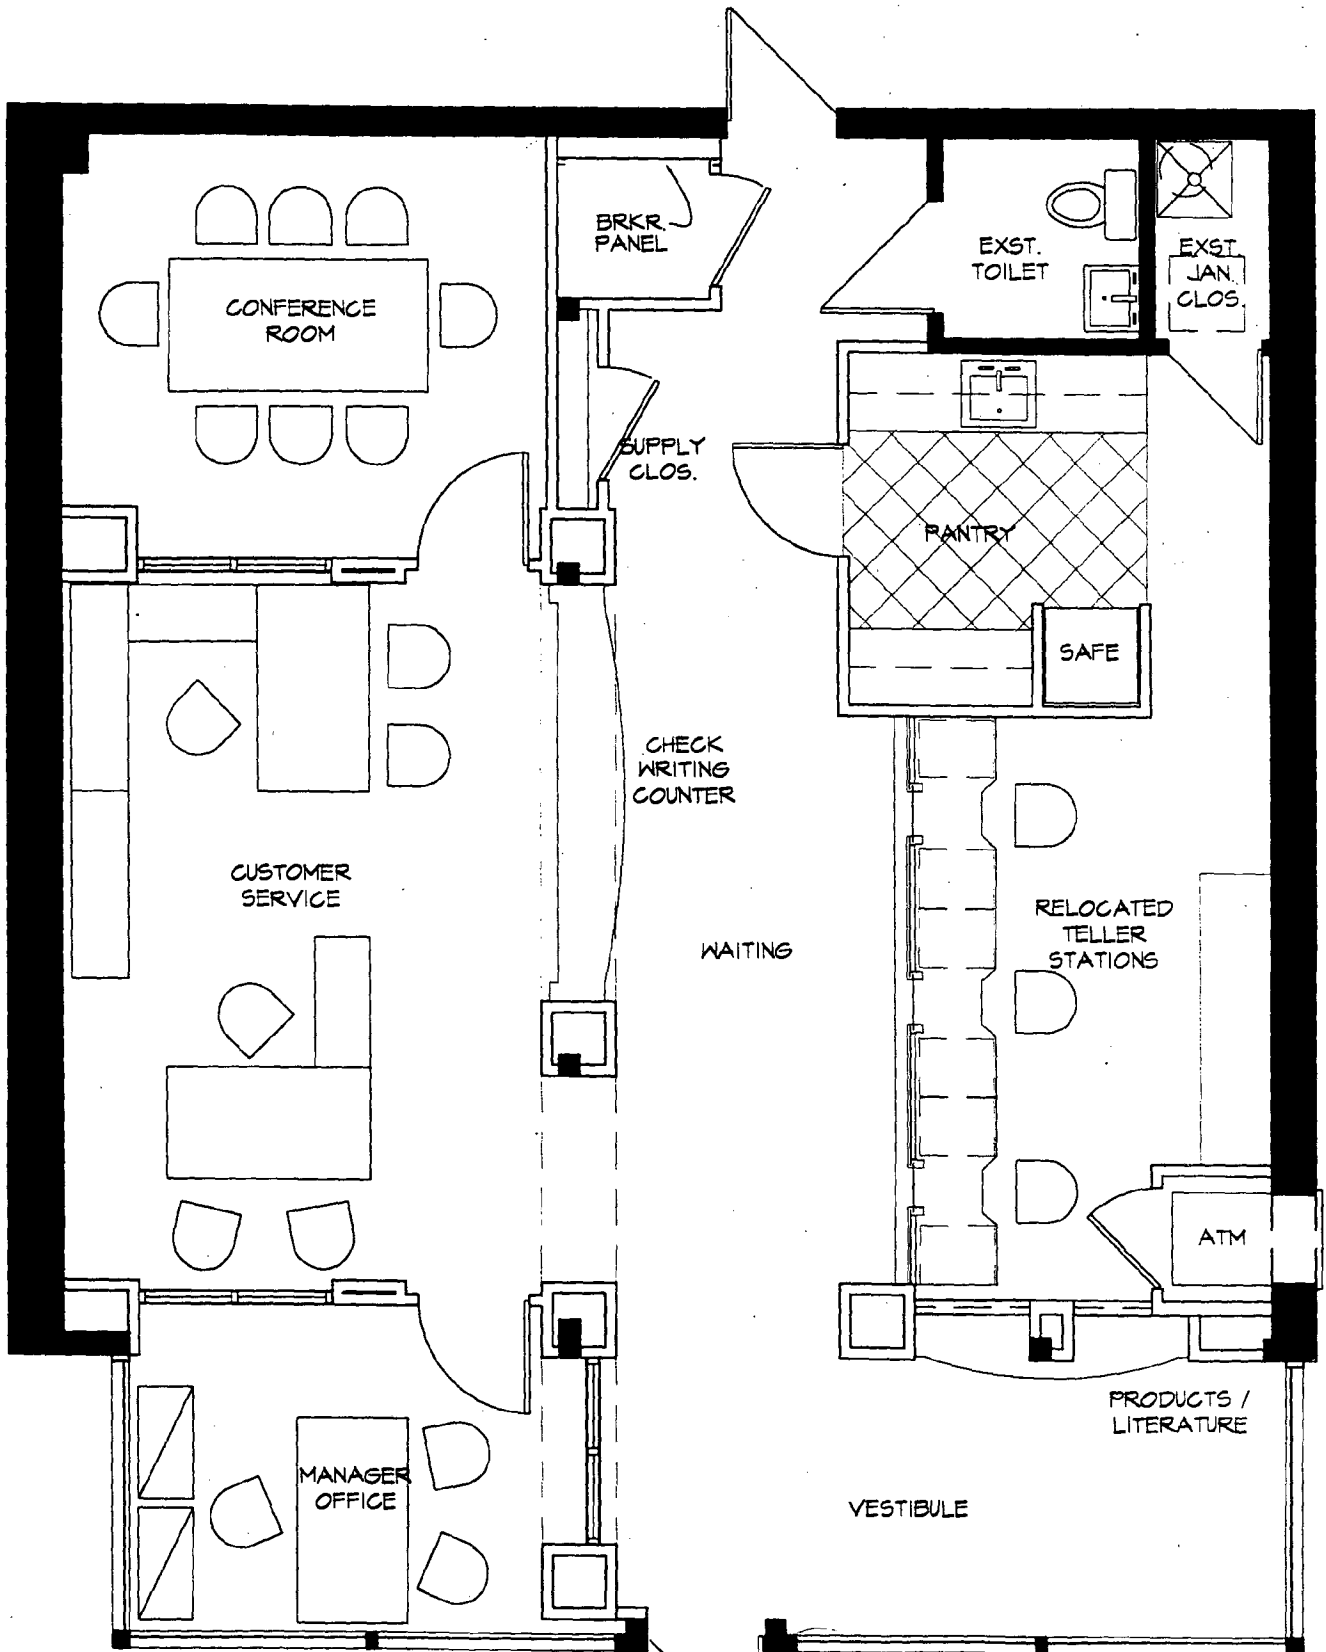 BRKR.
PANEL
EXST.
TOILET
EXST.
JAN.
CLOS.
CONFERENCE
ROOM
SUPPLY
CLOS.
PANTRY
SAFE
CHECK
WRITING
COUNTER
CUSTOMER
SERVICE
RELOCATED
TELLER
STATIONS
WAITING
ATM
PRODUCTS /
LITERATURE
MANAGER
OFFICE
VESTIBULE